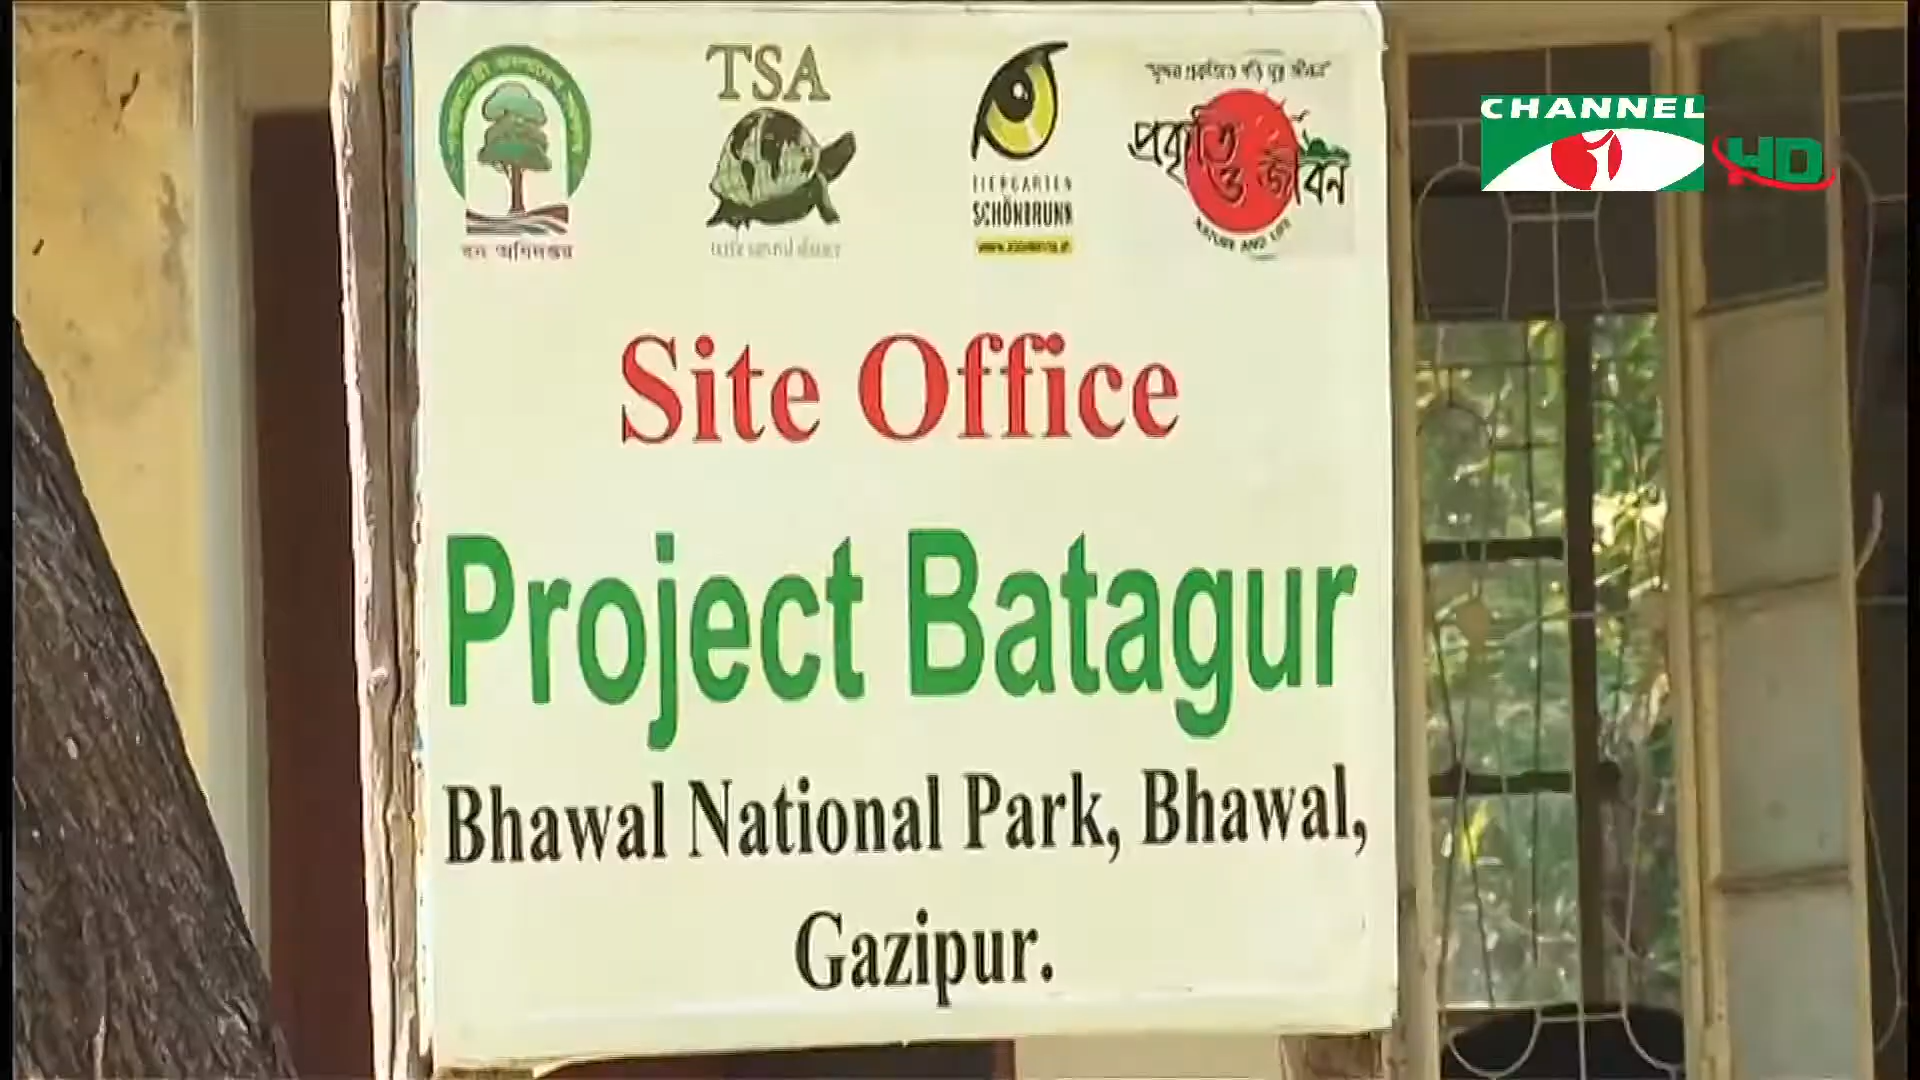 TSA
TIERGARTEN
SCHÖNBRUNN
প্রকৃতি
ও জীবন
NATURE AND LIFE
বন অধিদপ্তর
CHANNEL
HD
Site Office
Project Batagur
Bhawal National Park, Bhawal,
Gazipur.